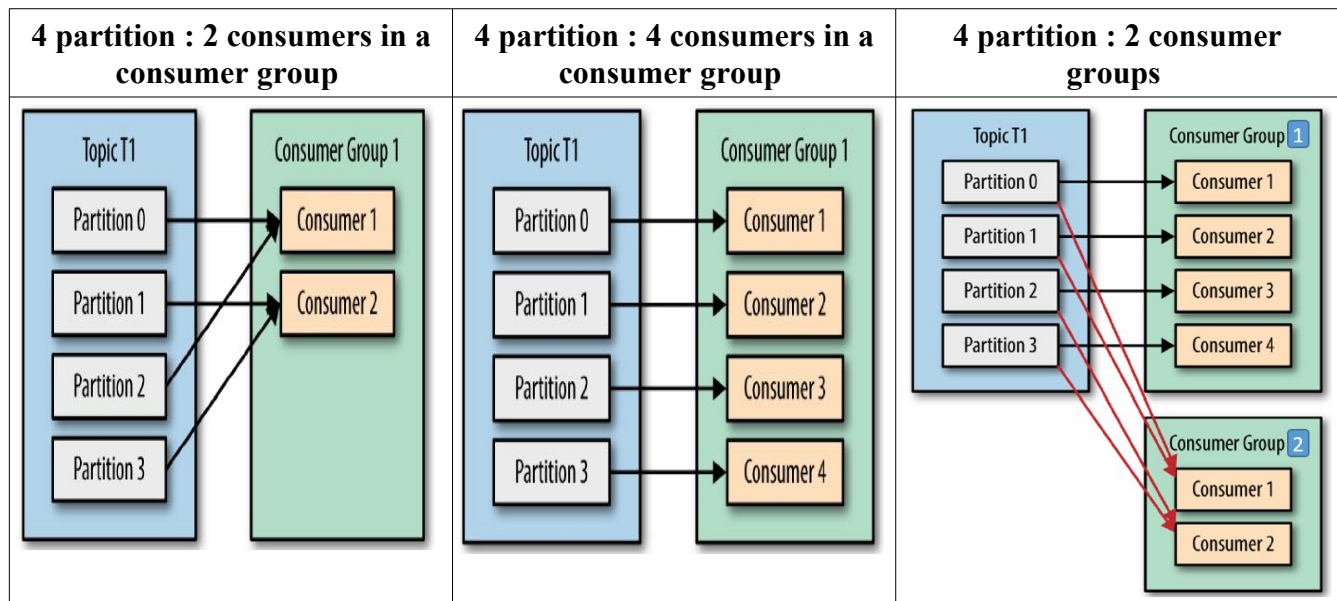 4 partition : 2 consumers in a
consumer group
4 partition : 4 consumers in a
consumer group
4 partition : 2 consumer
groups
Topic T1
Consumer Group 1
Partition 0
Consumer 1
Partition 1
Consumer 2
Partition 2
Partition 3
Topic T1
Consumer Group 1
Partition 0
Consumer 1
Partition 1
Consumer 2
Partition 2
Consumer 3
Partition 3
Consumer 4
Topic T1
Consumer Group 1
Partition 0
Consumer 1
Partition 1
Consumer 2
Partition 2
Consumer 3
Partition 3
Consumer 4
Consumer Group 2
Consumer 1
Consumer 2